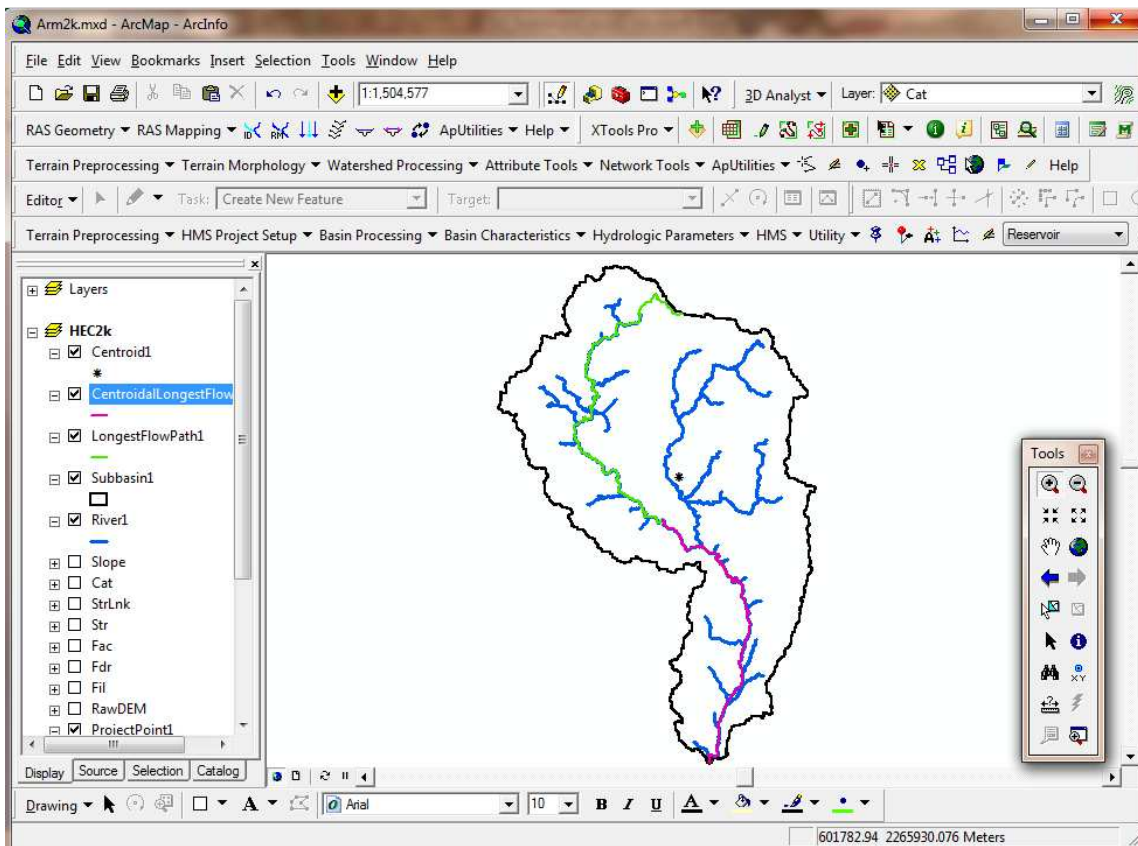 Arm2k.mxd - ArcMap - ArcInfo
File Edit View Bookmarks Insert Selection Tools Window Help
1:1,504,577 3D Analyst Layer: Cat
RAS Geometry RAS Mapping ID RAK ApUtilities Help XTools Pro
Terrain Preprocessing Terrain Morphology Watershed Processing Attribute Tools Network Tools ApUtilities Help
Editor Task: Create New Feature Target:
Terrain Preprocessing HMS Project Setup Basin Processing Basin Characteristics Hydrologic Parameters HMS Utility Reservoir
Layers
HEC2k
Centroid1
CentroidalLongestFlow
LongestFlowPath1
Subbasin1
River1
Slope
Cat
StrLnk
Str
Fac
Fdr
Fil
RawDEM
ProjectPoint1
Tools
XY
Display Source Selection Catalog
Drawing A Arial 10 B I U A
601782.94 2265930.076 Meters